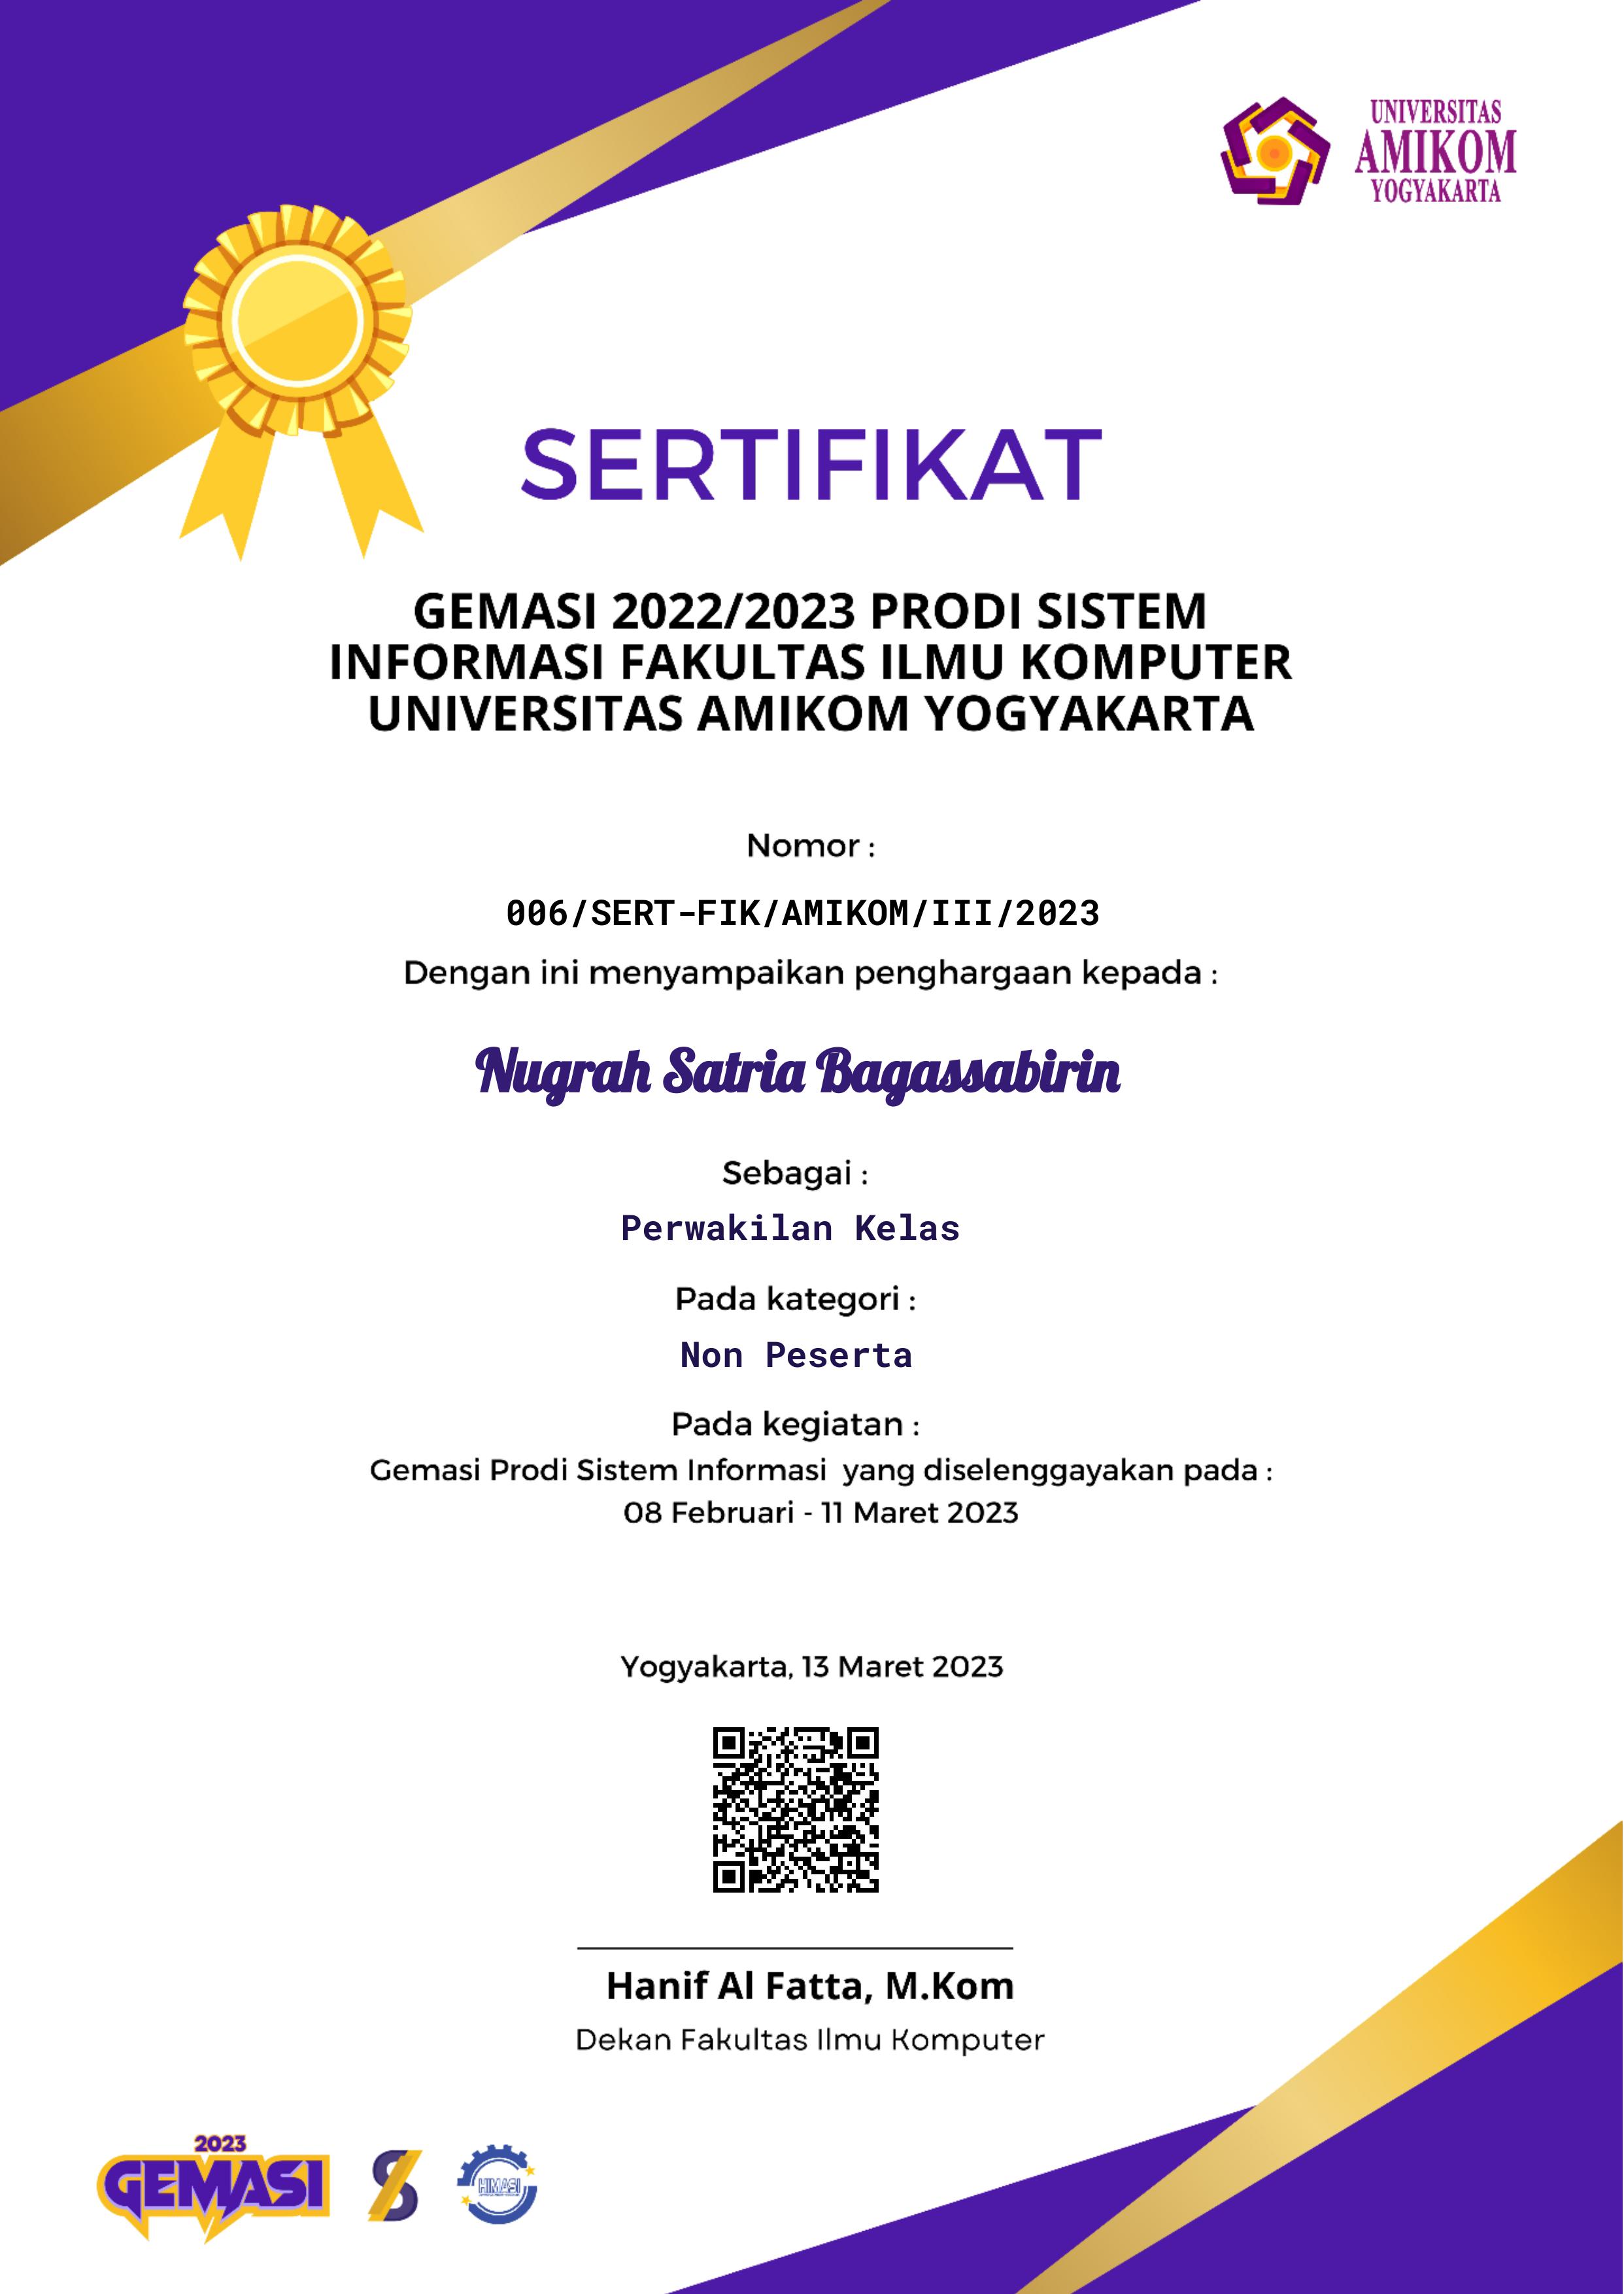 UNIVERSITAS
AMIKOM
YOGYAKARTA
SERTIFIKAT
GEMASI 2022/2023 PRODI SISTEM
INFORMASI FAKULTAS ILMU KOMPUTER
UNIVERSITAS AMIKOM YOGYAKARTA
Nomor :
006/SERT-FIK/AMIKOM/III/2023
Dengan ini menyampaikan penghargaan kepada :
Nugrah Satria Bagassabirin
Sebagai :
Perwakilan Kelas
Pada kategori :
Non Peserta
Pada kegiatan :
Gemasi Prodi Sistem Informasi yang diselenggayakan pada :
08 Februari - 11 Maret 2023
Yogyakarta, 13 Maret 2023
Hanif Al Fatta, M.Kom
Dekan Fakultas Ilmu Komputer
2023
GEMASI
HIMASI